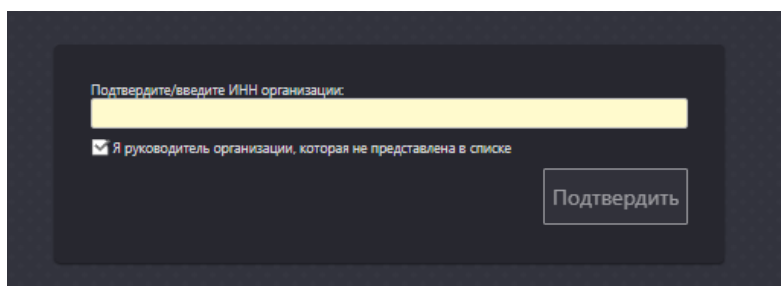 Подтвердите/введите ИНН организации:
Я руководитель организации, которая не представлена в списке
Подтвердить